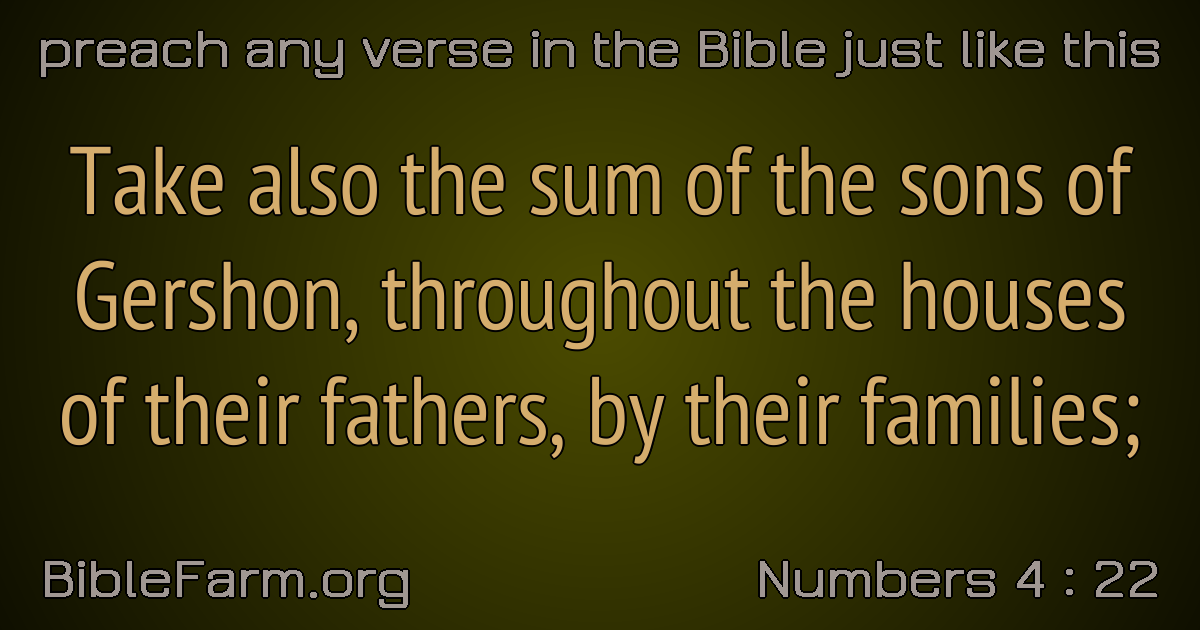 preach any verse in the Bible just like this
Take also the sum of the sons of
Gershon, throughout the houses
of their fathers, by their families;
BibleFarm.org
Numbers 4 : 22